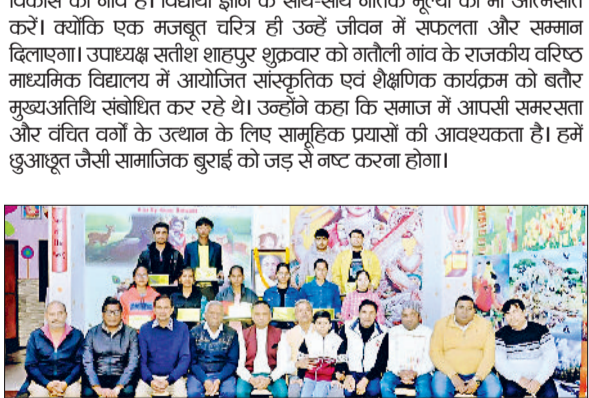 करें। क्योंकि एक मजबूत चरित्र ही उन्हें जीवन में सफलता और सम्मान
दिलाएगा। उपाध्यक्ष सतीश शाहपुर शुक्रवार को गतौली गांव के राजकीय वरिष्ठ
माध्यमिक विद्यालय में आयोजित सांस्कृतिक एवं शैक्षणिक कार्यक्रम को बतौर
मुख्यअतिथि संबोधित कर रहे थे। उन्होंने कहा कि समाज में आपसी समरसता
और वंचित वर्गों के उत्थान के लिए सामूहिक प्रयासों की आवश्यकता है। हमें
छुआछूत जैसी सामाजिक बुराई को जड़ से नष्ट करना होगा।